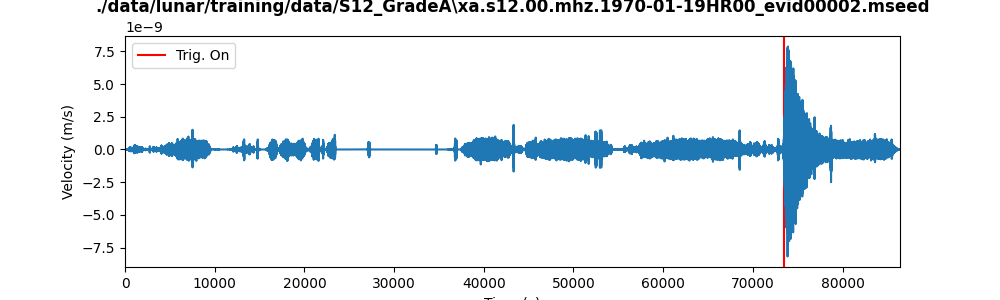 ./data/lunar/training/data/S12_GradeA\xa.s12.00.mhz.1970-01-19HR00_evid00002.mseed
1e−9
Trig. On
7.5
5.0
2.5
0.0
−2.5
−5.0
−7.5
Velocity (m/s)
0 10000 20000 30000 40000 50000 60000 70000 80000